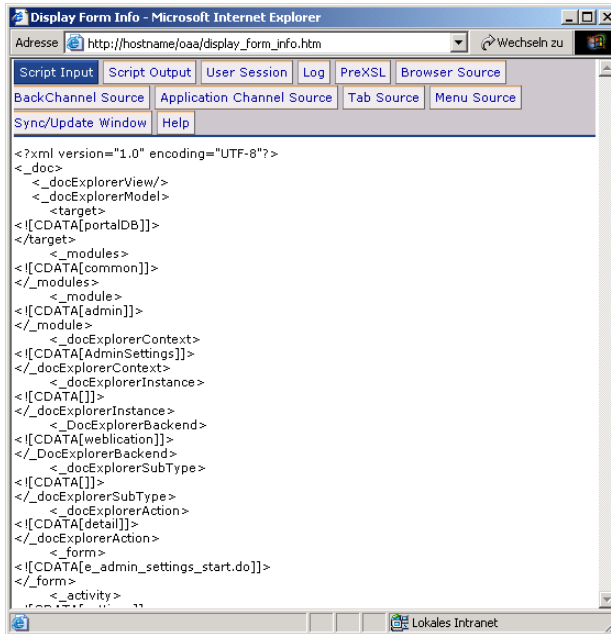 Display Form Info - Microsoft Internet Explorer
Adresse http://hostname/oaa/display_form_info.htm Wechseln zu
Script Input Script Output User Session Log PreXSL Browser Source
BackChannel Source Application Channel Source Tab Source Menu Source
Sync/Update Window Help
<?xml version="1.0" encoding="UTF-8"?>
<_doc>
<_docExplorerView/>
<_docExplorerModel>
<target>
<![CDATA[portalDB]]>
</target>
<_modules>
<![CDATA[common]]>
</_modules>
<_module>
<![CDATA[admin]]>
</_module>
<_docExplorerContext>
<![CDATA[AdminSettings]]>
</_docExplorerContext>
<_docExplorerInstance>
<![CDATA[]]>
</_docExplorerInstance>
<_DocExplorerBackend>
<![CDATA[weblication]]>
</_DocExplorerBackend>
<_docExplorerSubType>
<![CDATA[]]>
</_docExplorerSubType>
<_docExplorerAction>
<![CDATA[detail]]>
</_docExplorerAction>
<_form>
<![CDATA[e_admin_settings_start.do]]>
</_form>
<_activity>
Lokales Intranet